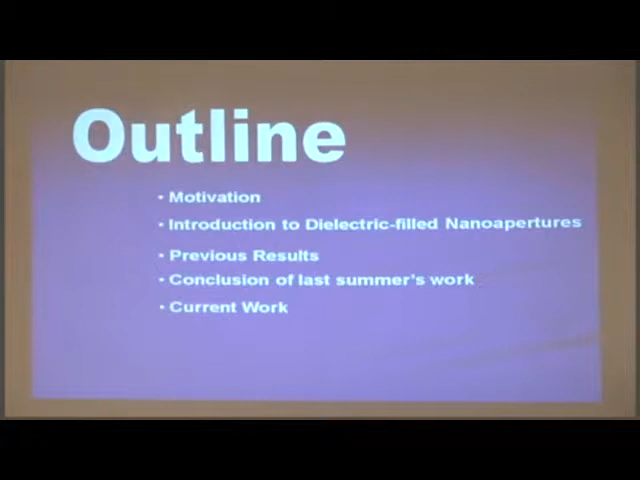 Outline
• Motivation
• Introduction to Dielectric-filled Nanoapertures
• Previous Results
• Conclusion of last summer's work
• Current Work